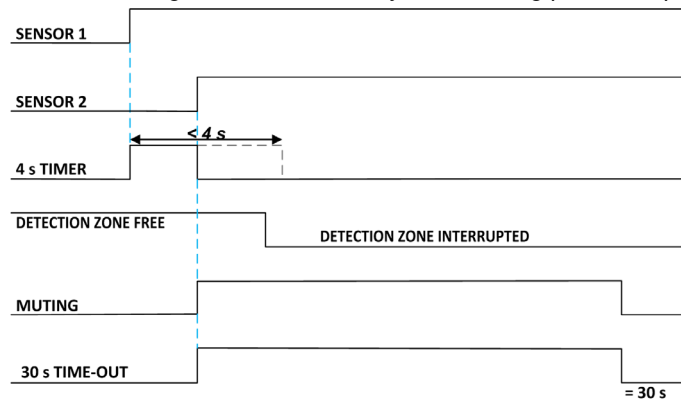 SENSOR 1
SENSOR 2
< 4 s
4 s TIMER
DETECTION ZONE FREE
DETECTION ZONE INTERRUPTED
MUTING
30 s TIME-OUT
= 30 s